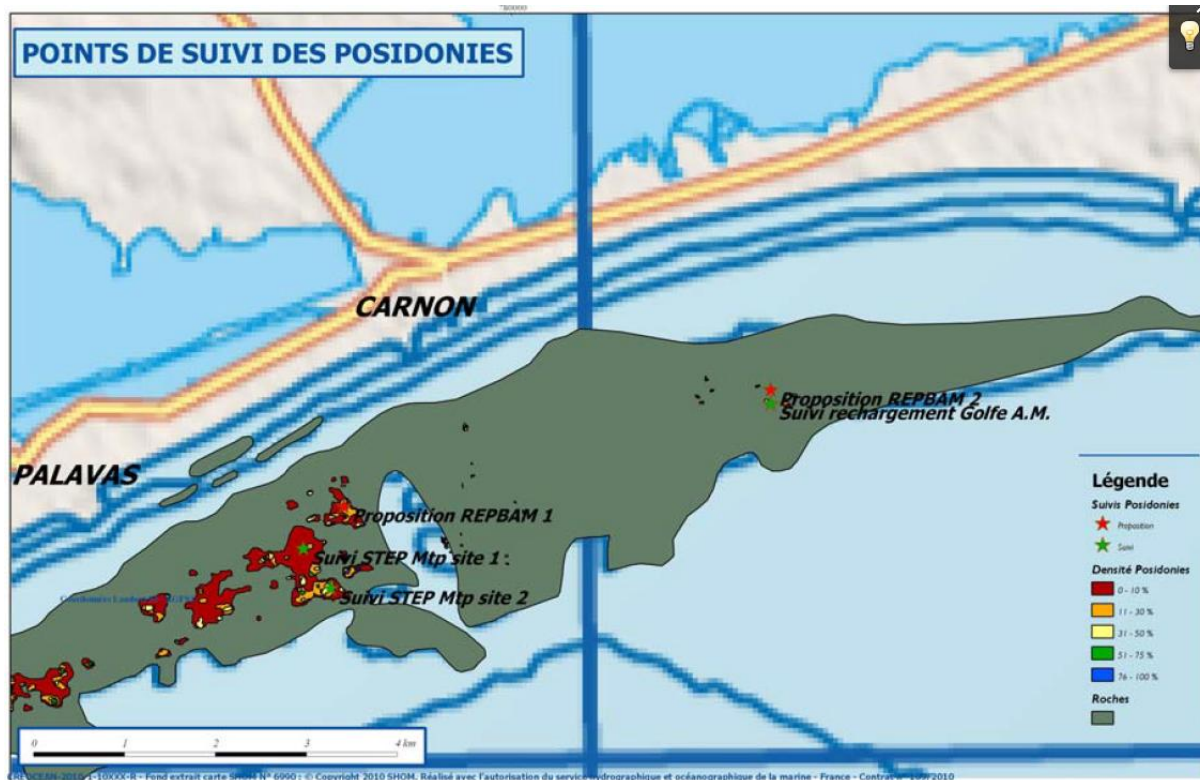 POINTS DE SUIVI DES POSIDONIES
CARNON
PALAVAS
Proposition REPBAM 2
Suivi rechargement Golfe A.M.
Proposition REPBAM 1
Suivi STEP Mtp site 1 :
Suivi STEP Mtp site 2
Légende
Suivis Posidonies
Proposition
Suivi
Densité Posidonies
0 - 10 %
11 - 30 %
31 - 50 %
51 - 75 %
76 - 100 %
Roches
0 1 2 3 4 km
Fond extrait carte SHOM N° 6990 : © Copyright 2010 SHOM. Réalisé avec l'autorisation du service hydrographique et océanographique de la marine - France - Contrat